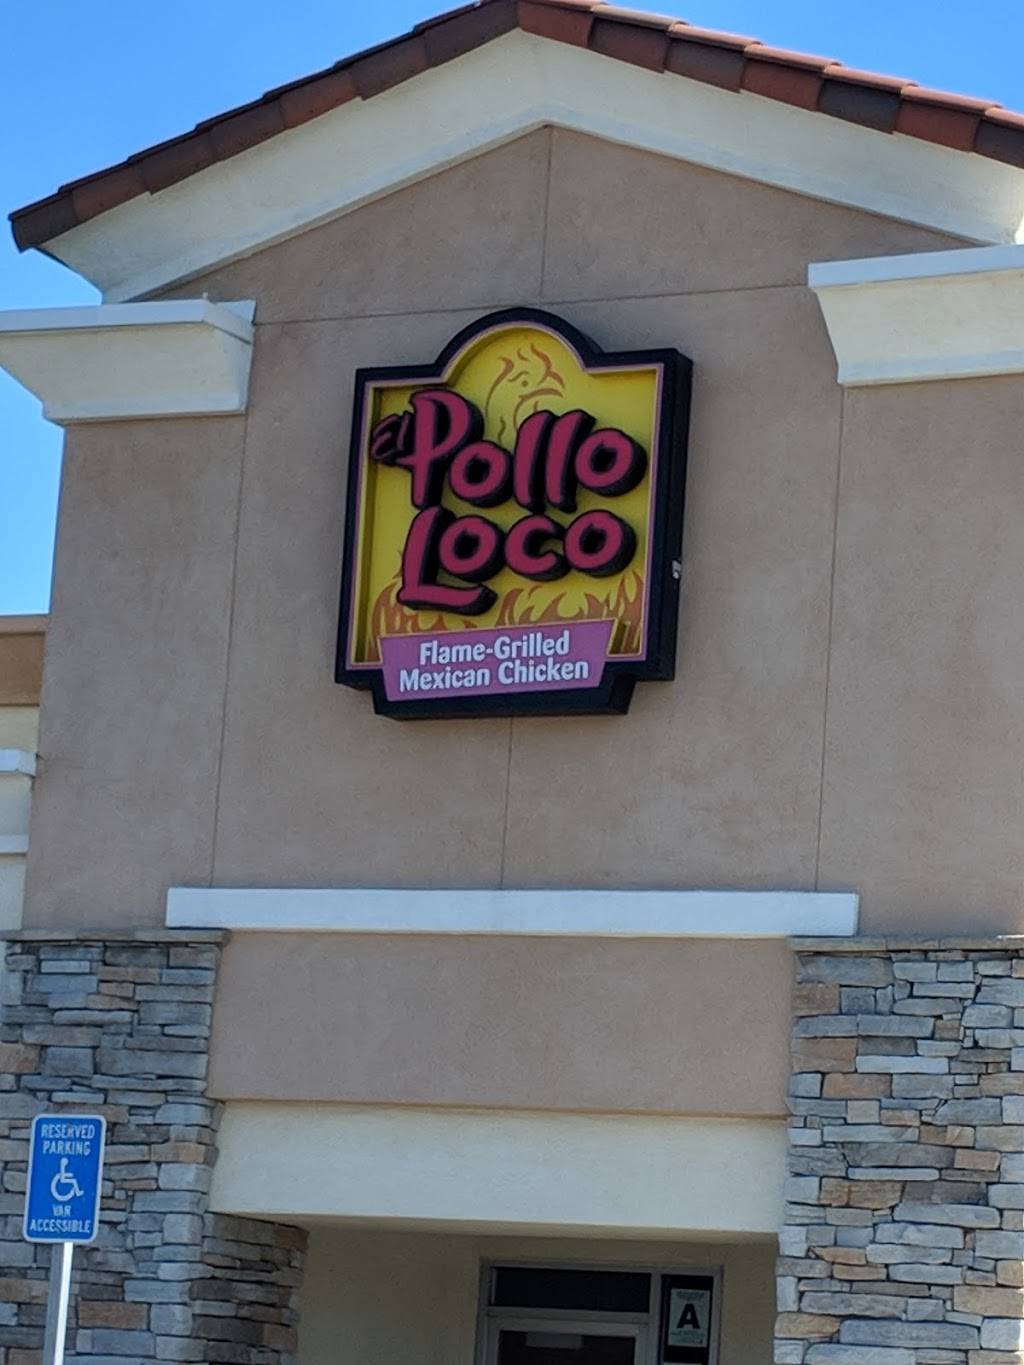 El Pollo
Loco
Flame-Grilled
Mexican Chicken
RESERVED
PARKING
VAN
ACCESSIBLE
A